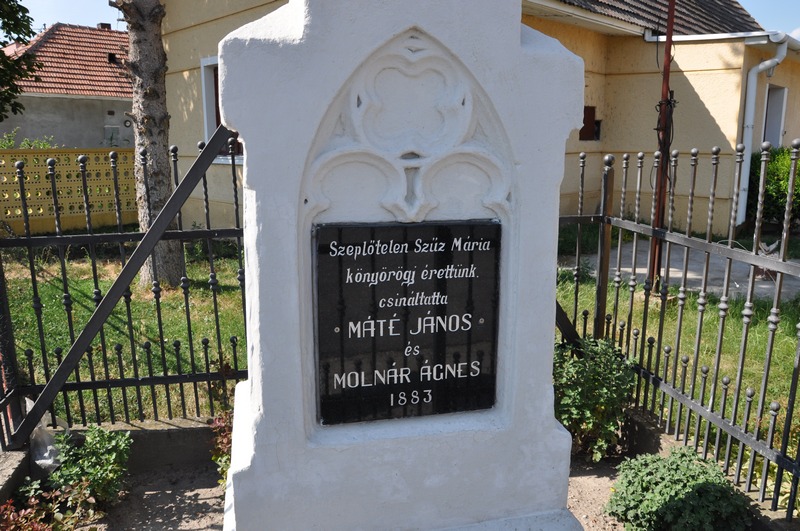 Szeplőtelen Szűz Mária
könyörögj érettünk.
csináltatta
MÁTÉ JÁNOS
és
MOLNÁR ÁGNES
1883